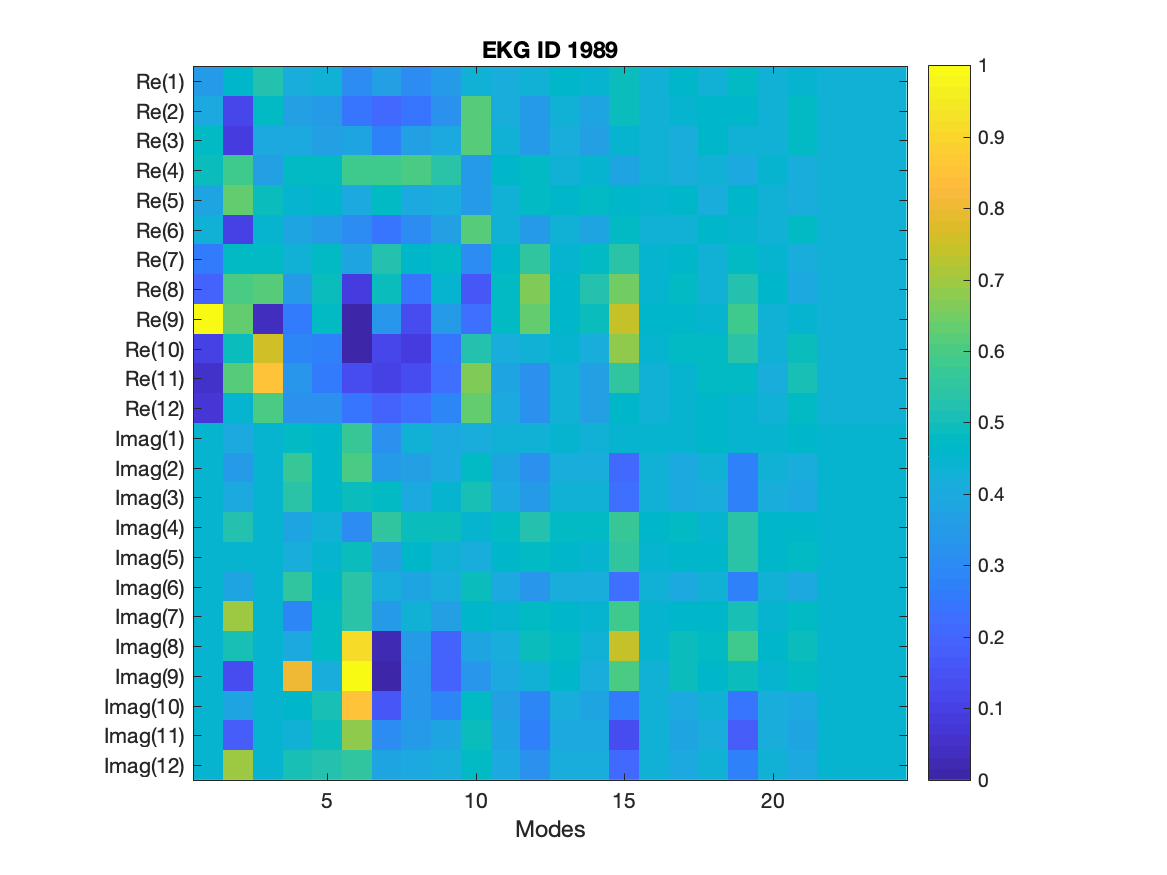 EKG ID 1989
Re(1)
Re(2)
Re(3)
Re(4)
Re(5)
Re(6)
Re(7)
Re(8)
Re(9)
Re(10)
Re(11)
Re(12)
Imag(1)
Imag(2)
Imag(3)
Imag(4)
Imag(5)
Imag(6)
Imag(7)
Imag(8)
Imag(9)
Imag(10)
Imag(11)
Imag(12)
5 10 15 20
Modes
1
0.9
0.8
0.7
0.6
0.5
0.4
0.3
0.2
0.1
0